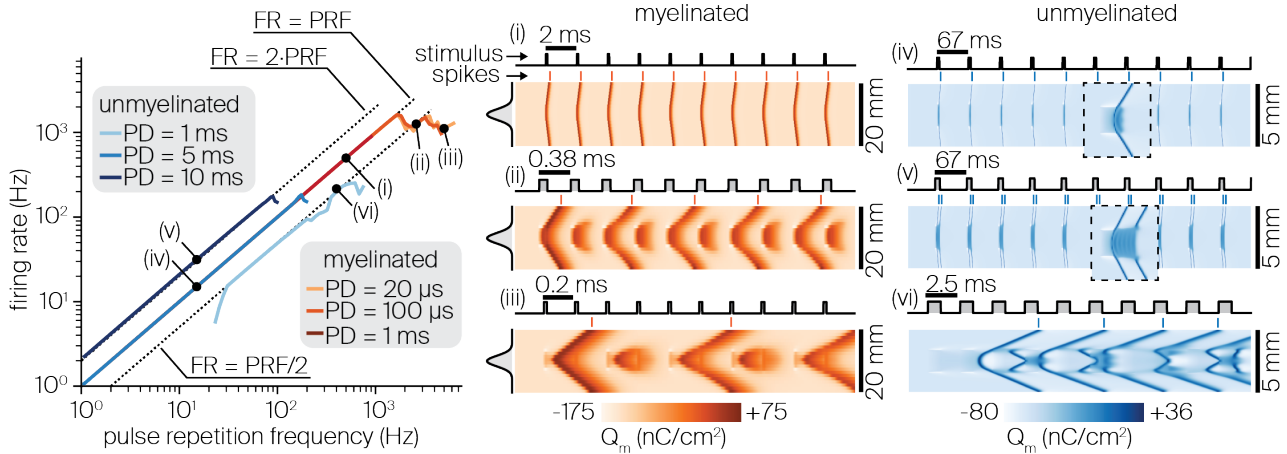 FR = PRF
FR = 2·PRF
unmyelinated
PD = 1 ms
PD = 5 ms
PD = 10 ms
(v)
(iv)
(ii)
(iii)
(i)
(vi)
myelinated
PD = 20 µs
PD = 100 µs
PD = 1 ms
FR = PRF/2
firing rate (Hz)
10³
10²
10¹
10⁰
10⁰
10¹
10²
10³
pulse repetition frequency (Hz)
myelinated
(i)
2 ms
stimulus
spikes
20 mm
(ii)
0.38 ms
20 mm
(iii)
0.2 ms
20 mm
-175
+75
Qm (nC/cm²)
unmyelinated
(iv)
67 ms
5 mm
(v)
67 ms
5 mm
(vi)
2.5 ms
5 mm
-80
+36
Qm (nC/cm²)